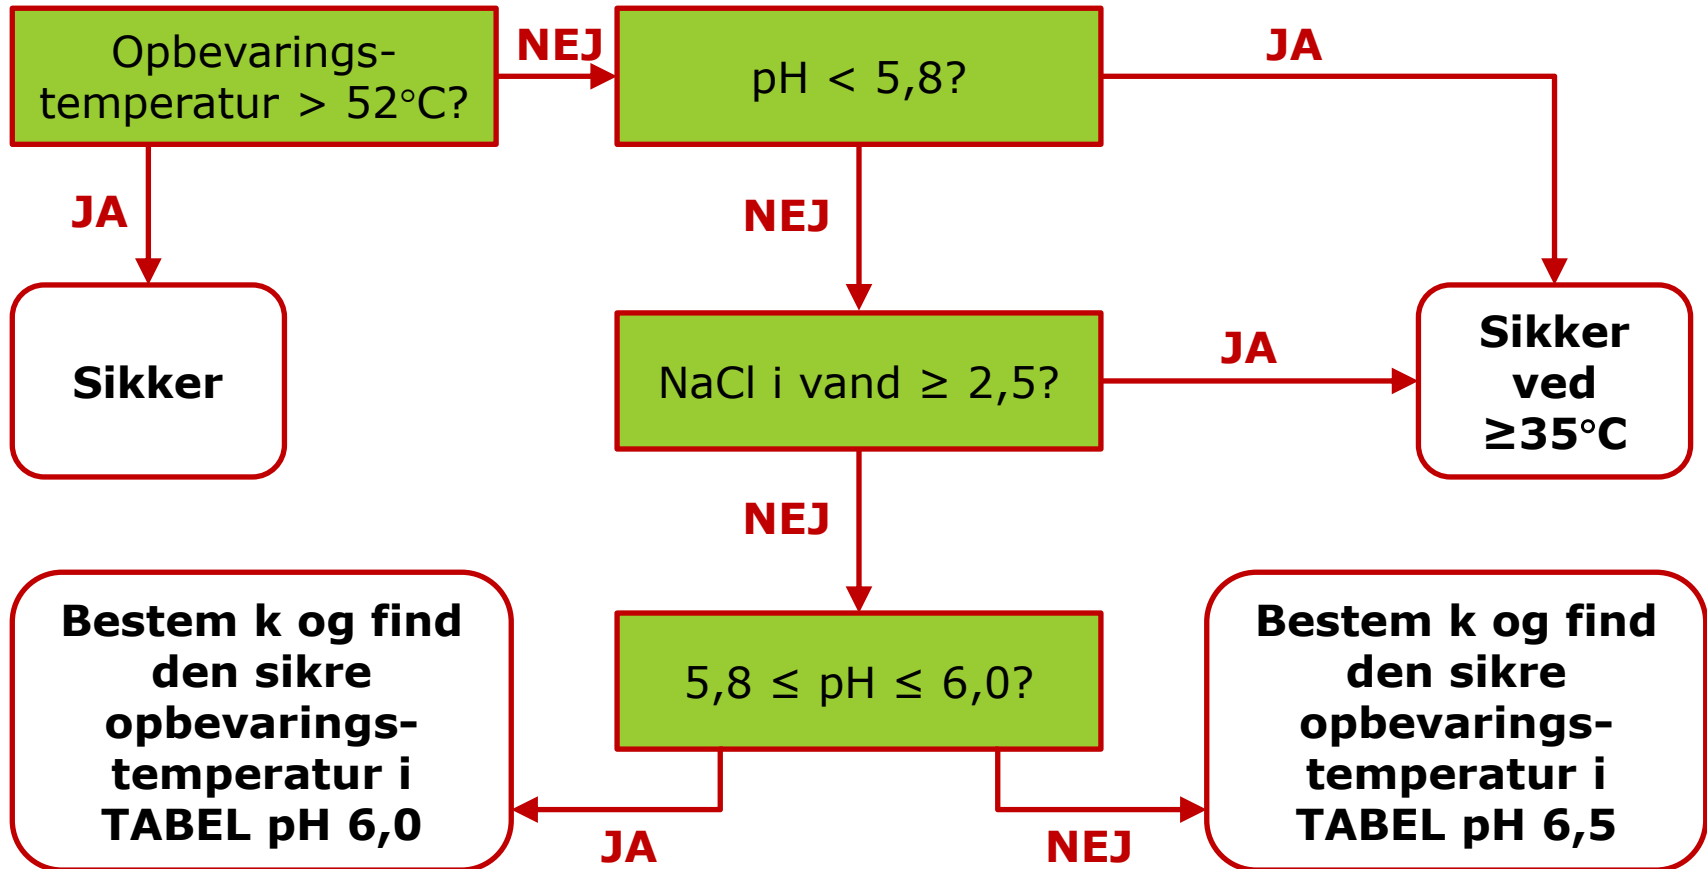 Opbevarings-
temperatur > 52°C?
NEJ
pH < 5,8?
JA
JA
NEJ
Sikker
NaCl i vand ≥ 2,5?
JA
Sikker
ved
≥35°C
NEJ
Bestem k og find
den sikre
opbevarings-
temperatur i
TABEL pH 6,0
5,8 ≤ pH ≤ 6,0?
Bestem k og find
den sikre
opbevarings-
temperatur i
TABEL pH 6,5
JA
NEJ